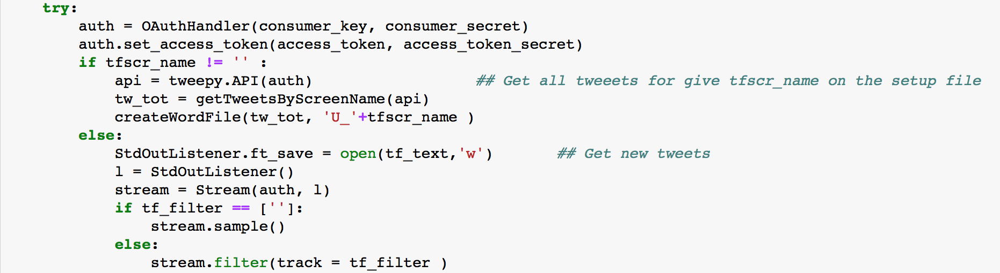 try:
auth = OAuthHandler(consumer_key, consumer_secret)
auth.set_access_token(access_token, access_token_secret)
if tfscr_name != '' :
api = tweepy.API(auth) ## Get all tweeets for give tfscr_name on the setup file
tw_tot = getTweetsByScreenName(api)
createWordFile(tw_tot, 'U_'+tfscr_name )
else:
StdOutListener.ft_save = open(tf_text,'w') ## Get new tweets
l = StdOutListener()
stream = Stream(auth, l)
if tf_filter == ['']:
stream.sample()
else:
stream.filter(track = tf_filter )